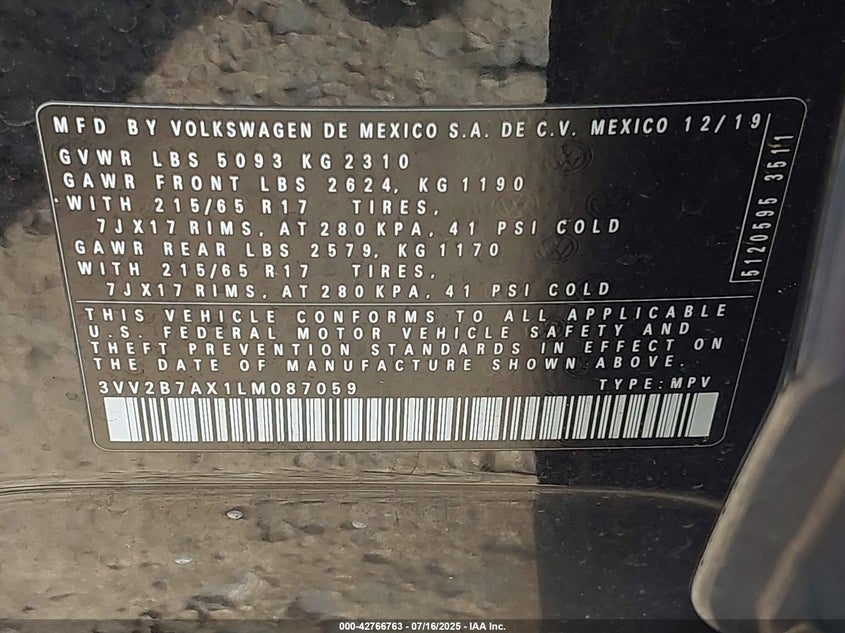 MFD BY VOLKSWAGEN DE MEXICO S.A. DE C.V. MEXICO 12/19
GVWR LBS 5093 KG 2310
GAWR FRONT LBS 2624, KG 1190
WITH 215/65 R17 TIRES,
7JX17 RIMS, AT 280 KPA, 41 PSI COLD
GAWR REAR LBS 2579, KG 1170
WITH 215/65 R17 TIRES,
7JX17 RIMS, AT 280 KPA, 41 PSI COLD
5120595 3511
THIS VEHICLE CONFORMS TO ALL APPLICABLE
U.S. FEDERAL MOTOR VEHICLE SAFETY AND
THEFT PREVENTION STANDARDS IN EFFECT ON
THE DATE OF MANUFACTURE SHOWN ABOVE.
3VV2B7AX1LM087059 TYPE: MPV
000-42766763 - 07/16/2025 - IAA Inc.